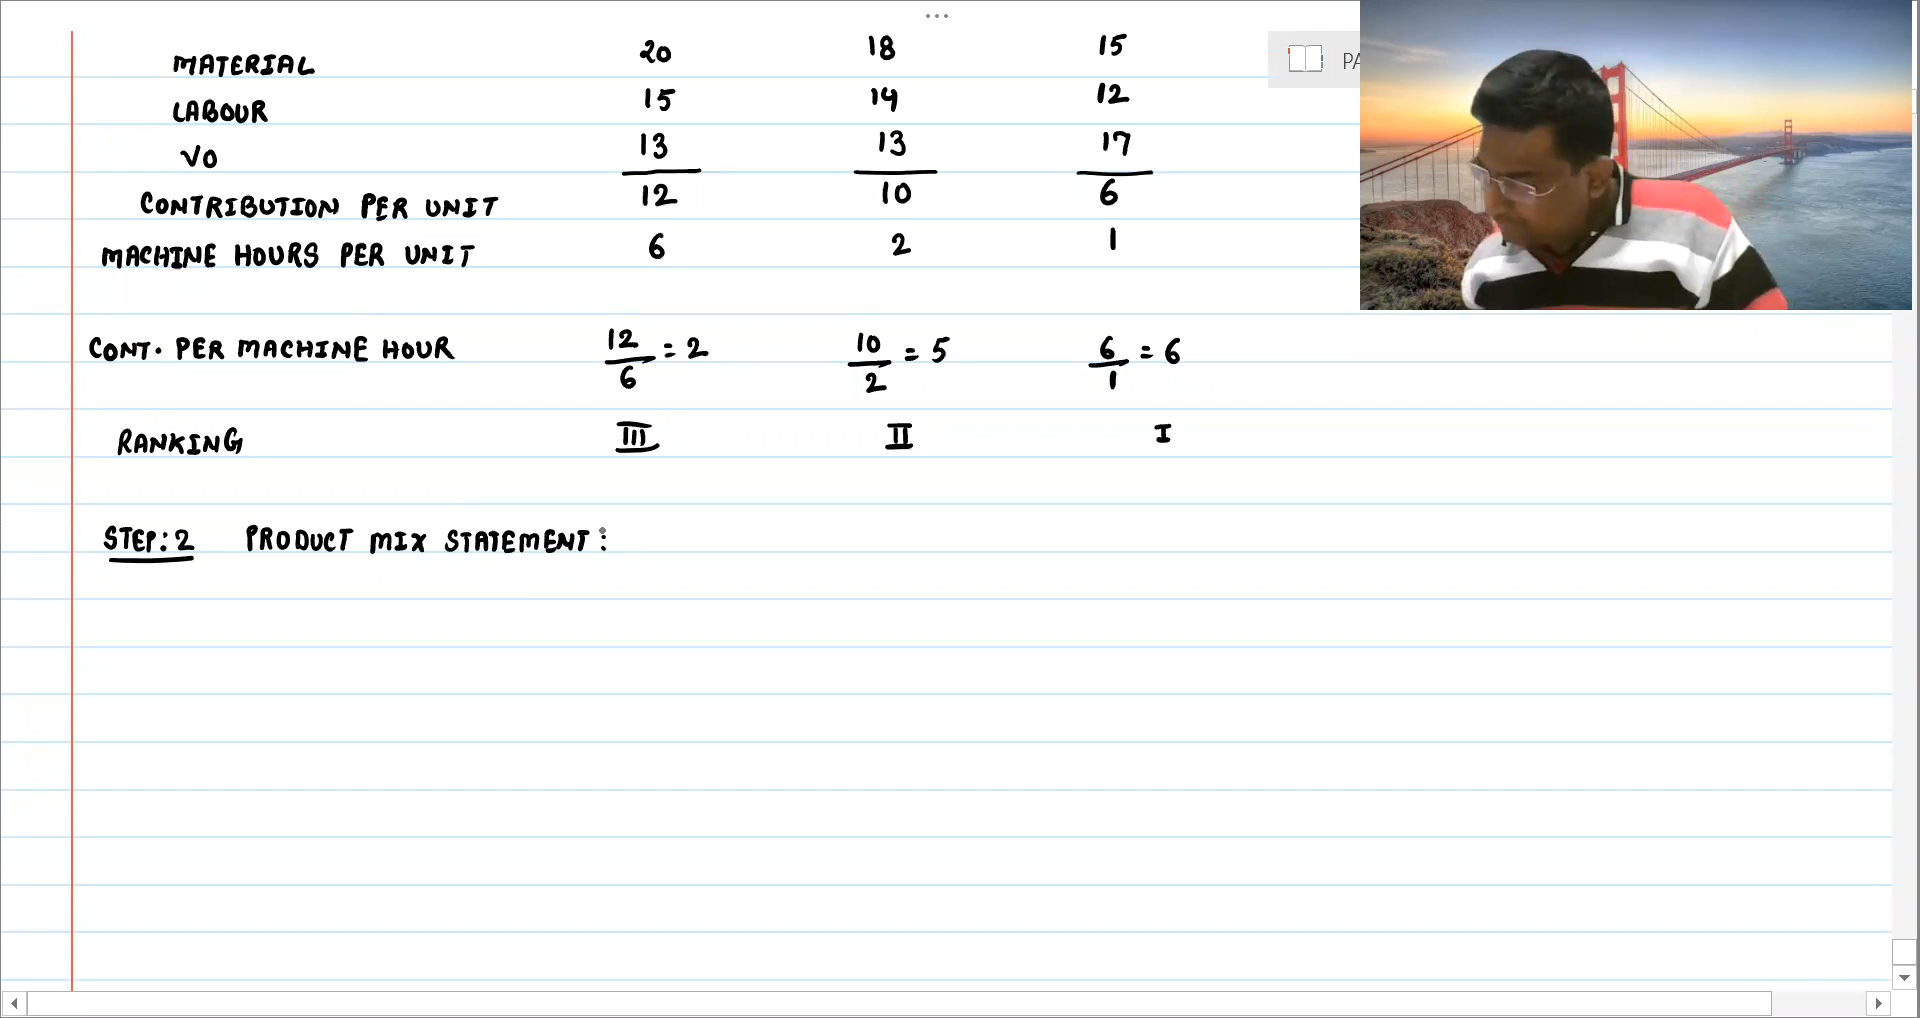 MATERIAL 20 18 15
LABOUR 15 14 12
VO 13 13 17
CONTRIBUTION PER UNIT 12 10 6
MACHINE HOURS PER UNIT 6 2 1
CONT. PER MACHINE HOUR 12/6 = 2 10/2 = 5 6/1 = 6
RANKING III II I
STEP:2 PRODUCT MIX STATEMENT: